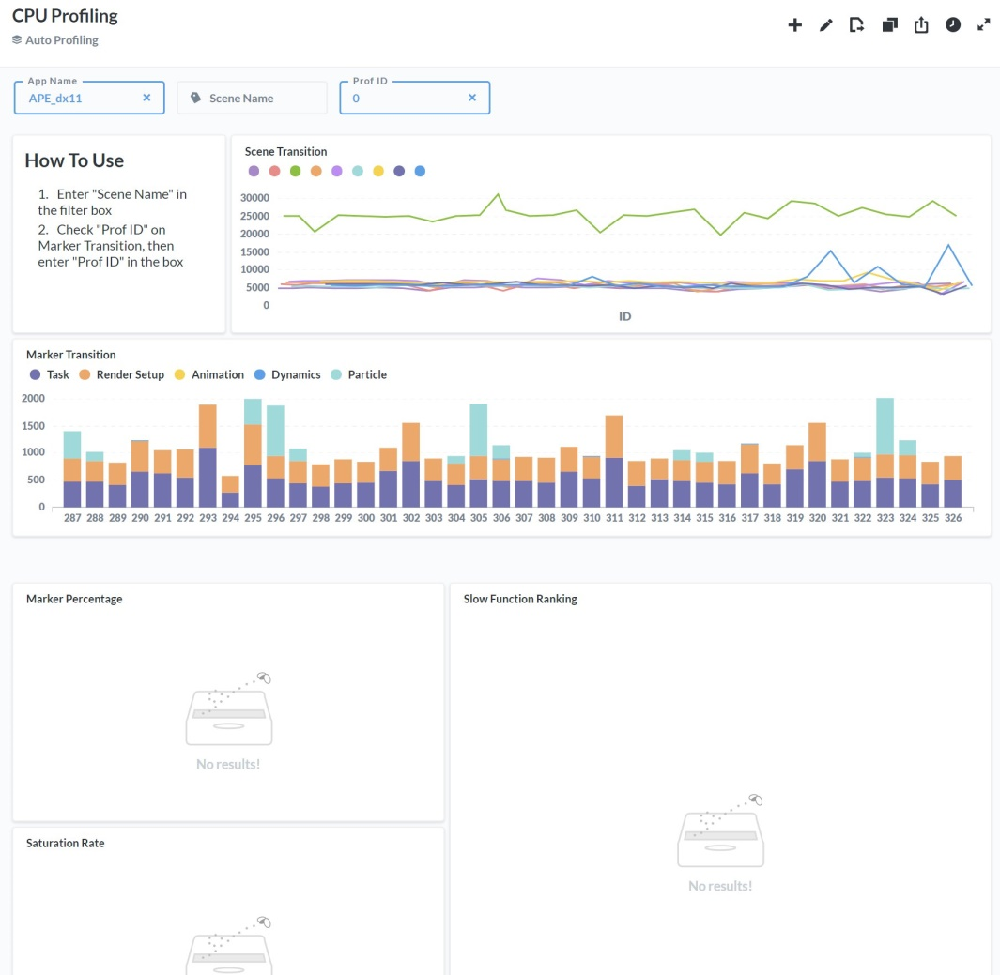 CPU Profiling
Auto Profiling
App Name
APE_dx11
Scene Name
Prof ID
0
How To Use
1. Enter "Scene Name" in
the filter box
2. Check "Prof ID" on
Marker Transition, then
enter "Prof ID" in the box
Scene Transition
30000
25000
20000
15000
10000
5000
0
ID
Marker Transition
Task Render Setup Animation Dynamics Particle
2000
1500
1000
500
0
287 288 289 290 291 292 293 294 295 296 297 298 299 300 301 302 303 304 305 306 307 308 309 310 311 312 313 314 315 316 317 318 319 320 321 322 323 324 325 326
Marker Percentage
No results!
Slow Function Ranking
No results!
Saturation Rate